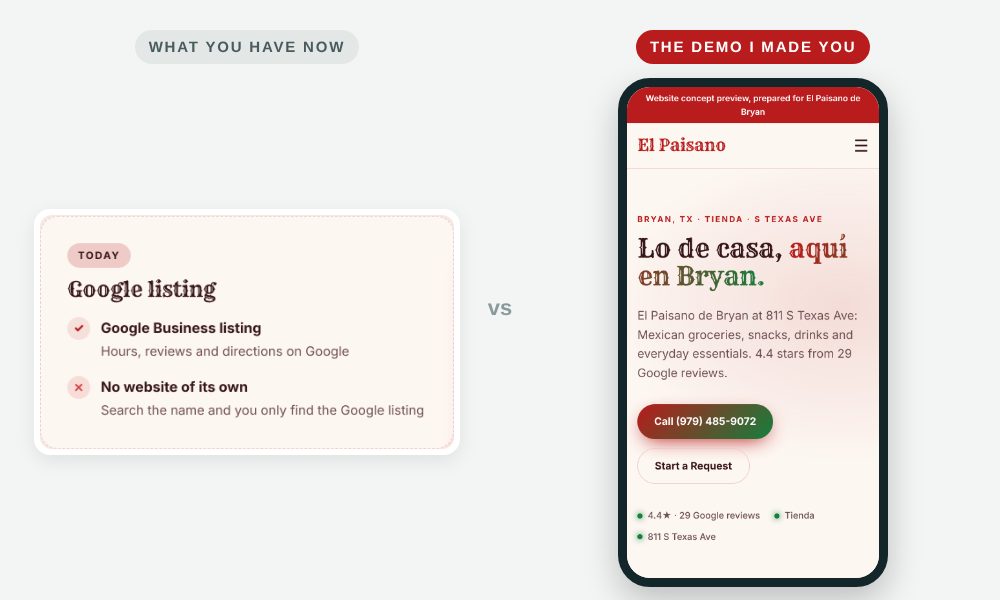 WHAT YOU HAVE NOW
TODAY
Google listing
Google Business listing
Hours, reviews and directions on Google
No website of its own
Search the name and you only find the Google listing
vs
THE DEMO I MADE YOU
Website concept preview, prepared for El Paisano de
Bryan
El Paisano
BRYAN, TX · TIENDA · S TEXAS AVE
Lo de casa, aquí
en Bryan.
El Paisano de Bryan at 811 S Texas Ave:
Mexican groceries, snacks, drinks and
everyday essentials. 4.4 stars from 29
Google reviews.
Call (979) 485-9072
Start a Request
4.4★ · 29 Google reviews
Tienda
811 S Texas Ave